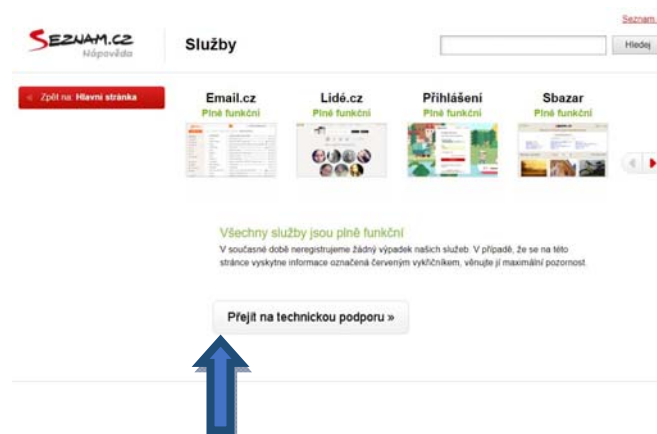 Seznam.
SEZNAM.CZ
Nápověda
Služby
Hledej
Zpět na: Hlavní stránka
Email.cz
Plně funkční
Lidé.cz
Plně funkční
Přihlášení
Plně funkční
Sbazar
Plně funkční
Všechny služby jsou plně funkční
V současné době neregistrujeme žádný výpadek našich služeb. V případě, že se na této
stránce vyskytne informace označená červeným vykřičníkem, věnujte jí maximální pozornost
Přejít na technickou podporu »